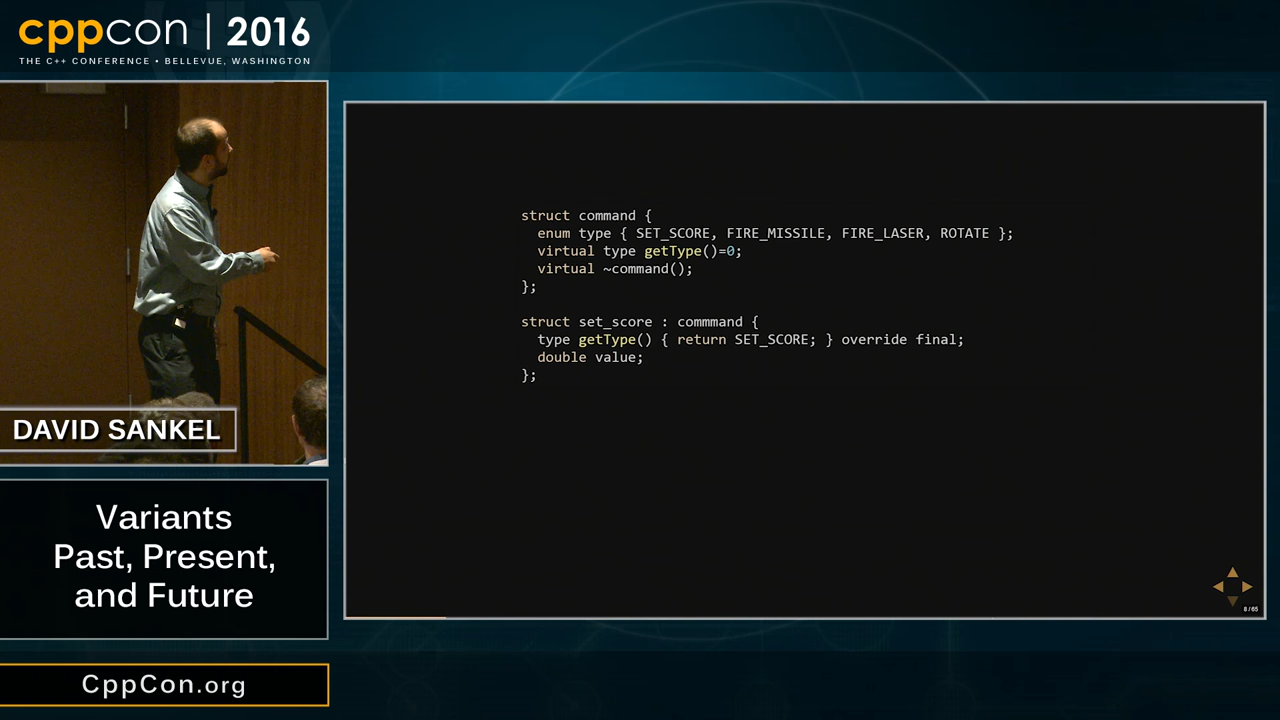 cppcon | 2016
THE C++ CONFERENCE • BELLEVUE, WASHINGTON
DAVID SANKEL
Variants
Past, Present,
and Future
CppCon.org
struct command {
  enum type { SET_SCORE, FIRE_MISSILE, FIRE_LASER, ROTATE };
  virtual type getType()=0;
  virtual ~command();
};
struct set_score : commmand {
  type getType() { return SET_SCORE; } override final;
  double value;
};
8 / 65